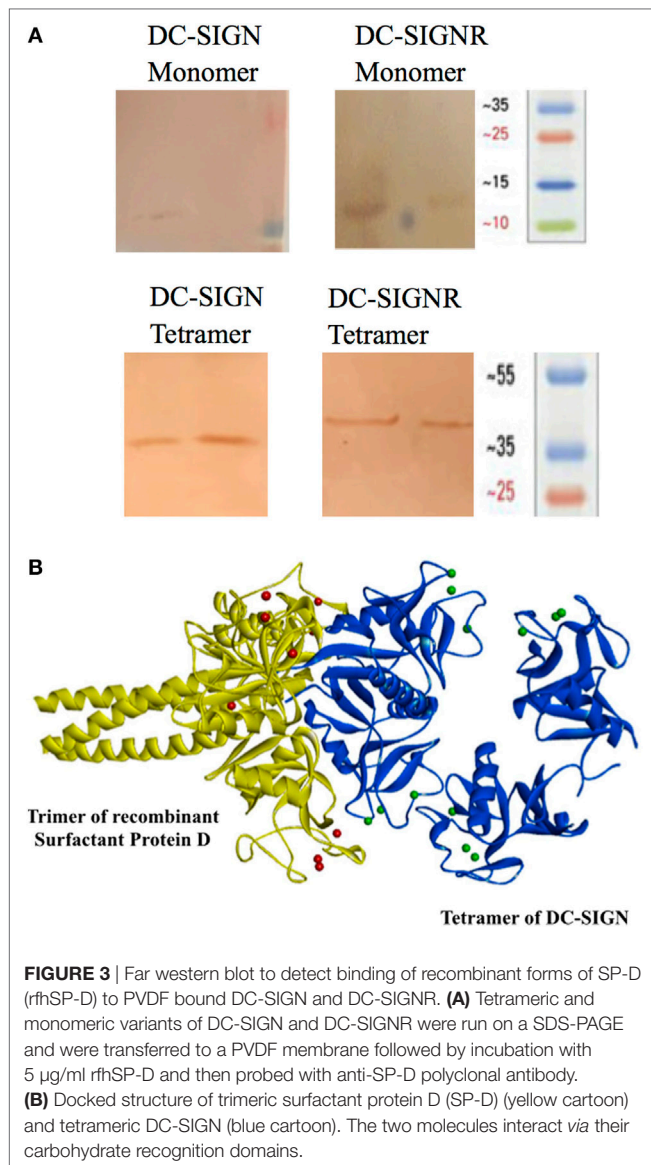 A
DC-SIGN
Monomer
DC-SIGNR
Monomer
~35
~25
~15
~10
DC-SIGN
Tetramer
DC-SIGNR
Tetramer
~55
~35
~25
B
Trimer of recombinant
Surfactant Protein D
Tetramer of DC-SIGN
FIGURE 3 | Far western blot to detect binding of recombinant forms of SP-D
(rfhSP-D) to PVDF bound DC-SIGN and DC-SIGNR. (A) Tetrameric and
monomeric variants of DC-SIGN and DC-SIGNR were run on a SDS-PAGE
and were transferred to a PVDF membrane followed by incubation with
5 µg/ml rfhSP-D and then probed with anti-SP-D polyclonal antibody.
(B) Docked structure of trimeric surfactant protein D (SP-D) (yellow cartoon)
and tetrameric DC-SIGN (blue cartoon). The two molecules interact via their
carbohydrate recognition domains.